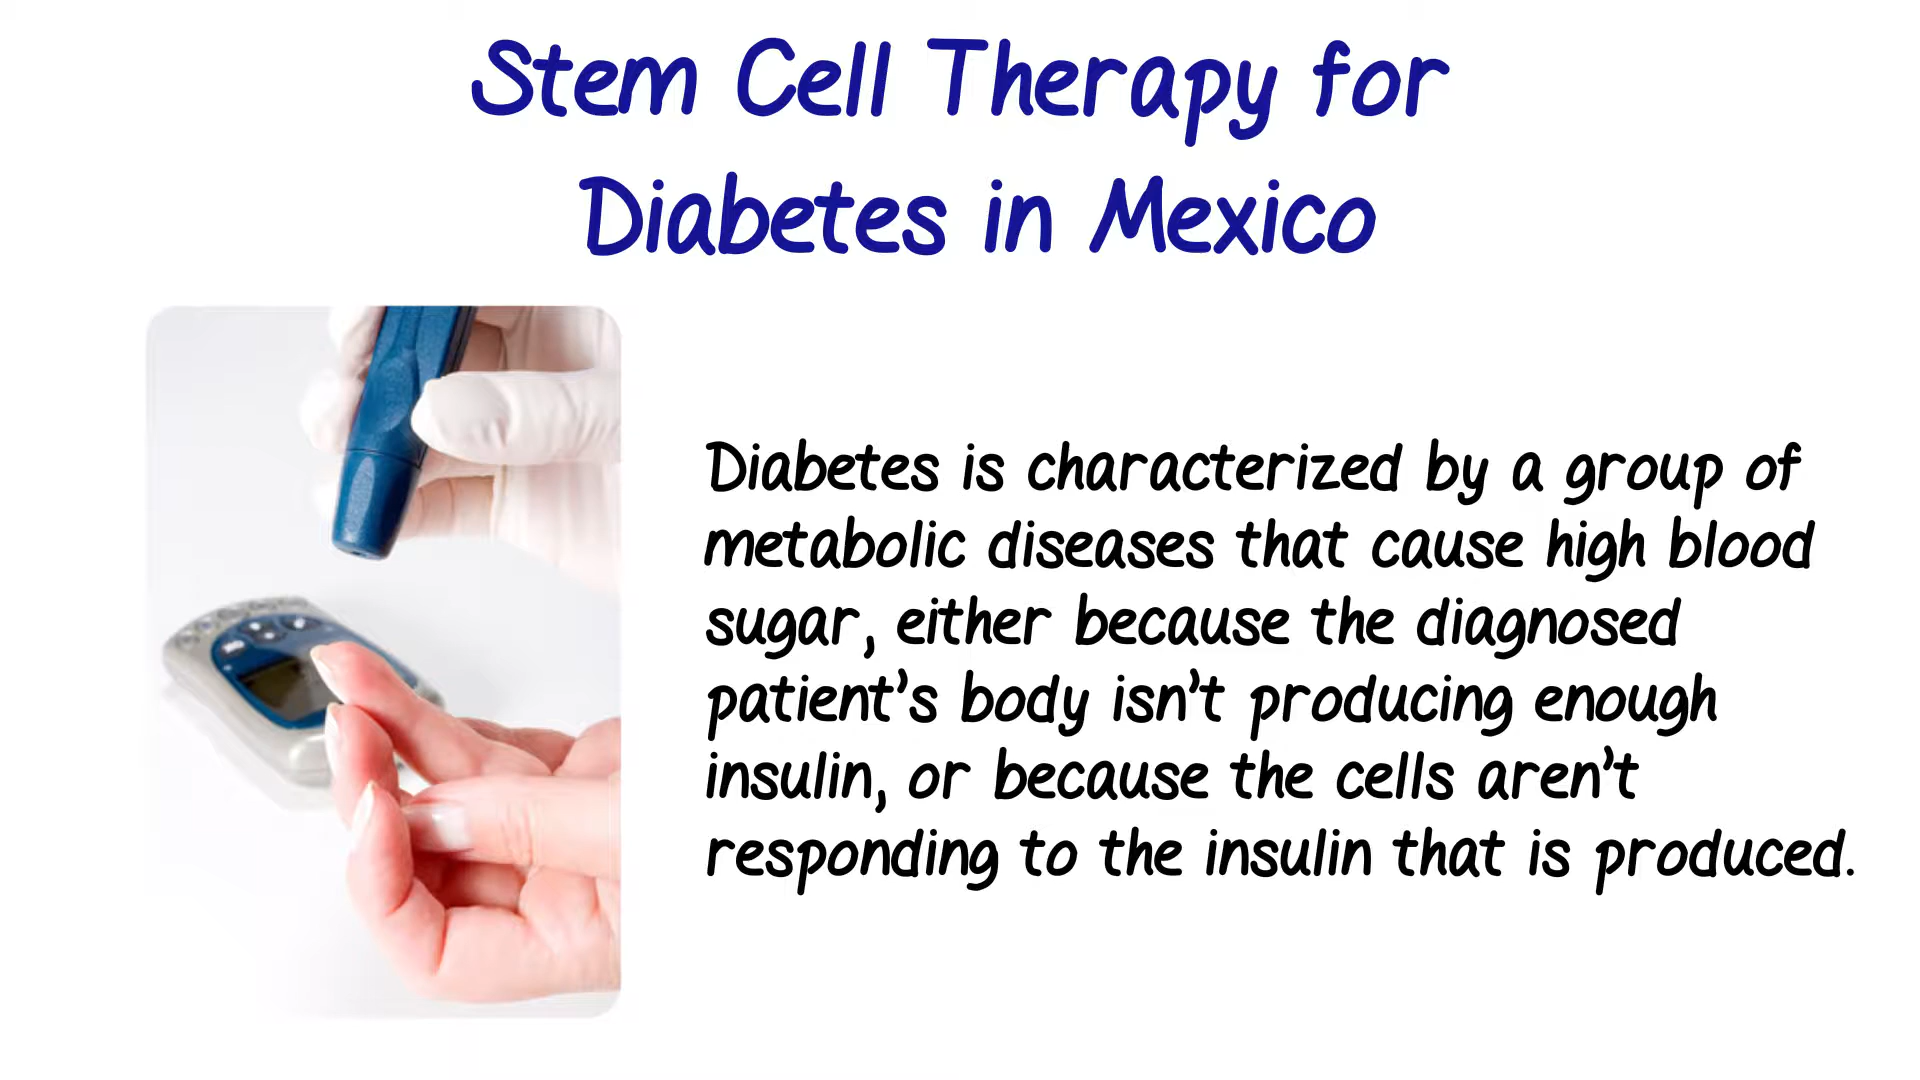 Stem Cell Therapy for
Diabetes in Mexico
Diabetes is characterized by a group of
metabolic diseases that cause high blood
sugar, either because the diagnosed
patient’s body isn’t producing enough
insulin, or because the cells aren’t
responding to the insulin that is produced.